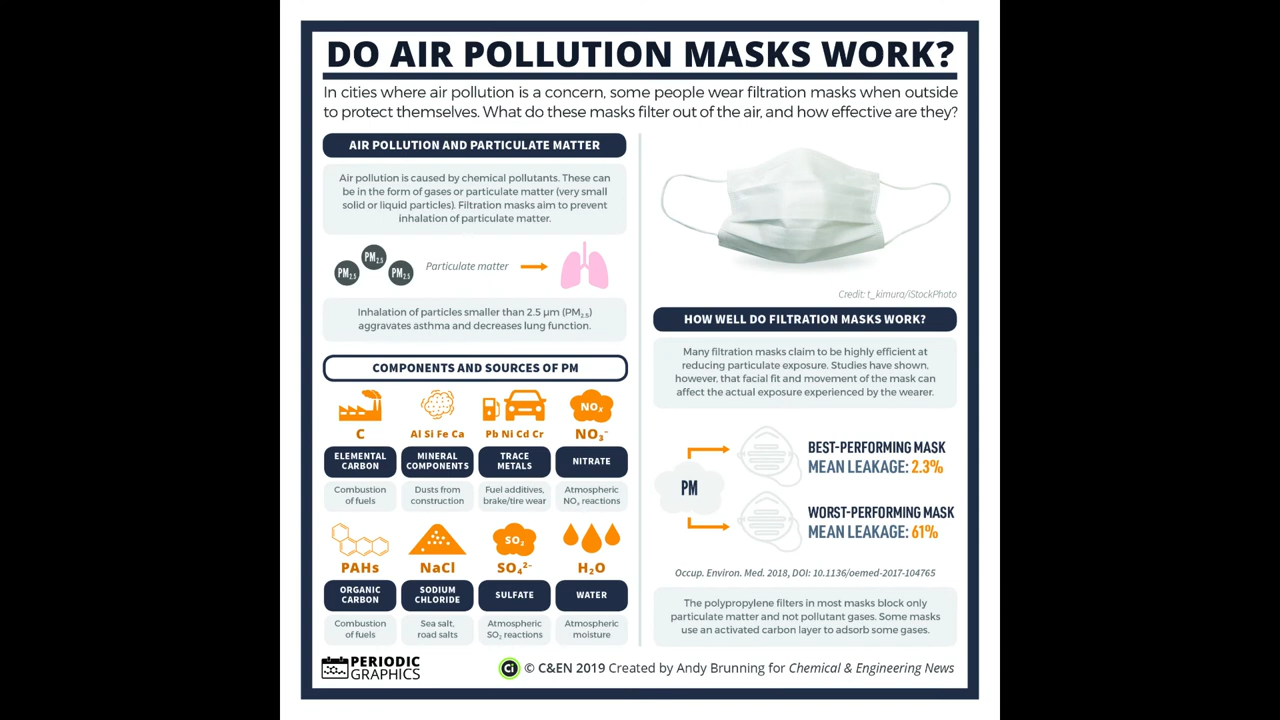 DO AIR POLLUTION MASKS WORK?
In cities where air pollution is a concern, some people wear filtration masks when outside
to protect themselves. What do these masks filter out of the air, and how effective are they?
AIR POLLUTION AND PARTICULATE MATTER
Air pollution is caused by chemical pollutants. These can
be in the form of gases or particulate matter (very small
solid or liquid particles). Filtration masks aim to prevent
inhalation of particulate matter.
PM₂.₅
PM₂.₅
PM₂.₅
Particulate matter
Inhalation of particles smaller than 2.5 µm (PM₂.₅)
aggravates asthma and decreases lung function.
COMPONENTS AND SOURCES OF PM
C
ELEMENTAL
CARBON
Combustion
of fuels
Al Si Fe Ca
MINERAL
COMPONENTS
Dusts from
construction
Pb Ni Cd Cr
TRACE
METALS
Fuel additives,
brake/tire wear
NOₓ
NO₃⁻
NITRATE
Atmospheric
NOₓ reactions
PAHs
ORGANIC
CARBON
Combustion
of fuels
NaCl
SODIUM
CHLORIDE
Sea salt,
road salts
SO₂
SO₄²⁻
SULFATE
Atmospheric
SO₂ reactions
H₂O
WATER
Atmospheric
moisture
Credit: t_kimura/iStockPhoto
HOW WELL DO FILTRATION MASKS WORK?
Many filtration masks claim to be highly efficient at
reducing particulate exposure. Studies have shown,
however, that facial fit and movement of the mask can
affect the actual exposure experienced by the wearer.
PM
BEST-PERFORMING MASK
MEAN LEAKAGE: 2.3%
WORST-PERFORMING MASK
MEAN LEAKAGE: 61%
Occup. Environ. Med. 2018, DOI: 10.1136/oemed-2017-104765
The polypropylene filters in most masks block only
particulate matter and not pollutant gases. Some masks
use an activated carbon layer to adsorb some gases.
PERIODIC
GRAPHICS
Ci
© C&EN 2019 Created by Andy Brunning for Chemical & Engineering News